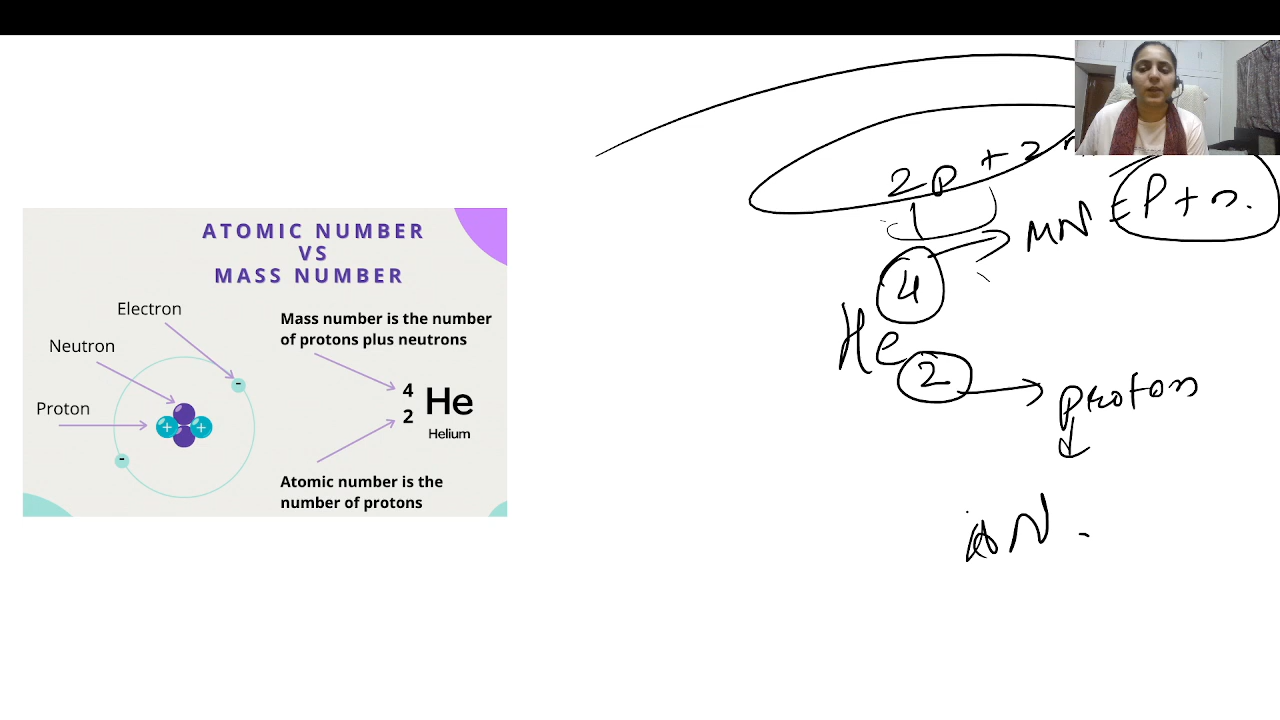 ATOMIC NUMBER
VS
MASS NUMBER
Electron
Neutron
Proton
Mass number is the number
of protons plus neutrons
4
2
He
Helium
Atomic number is the
number of protons
2p + 2
MN = P + n.
4
He
2
proton
AN.
+
+
-
-